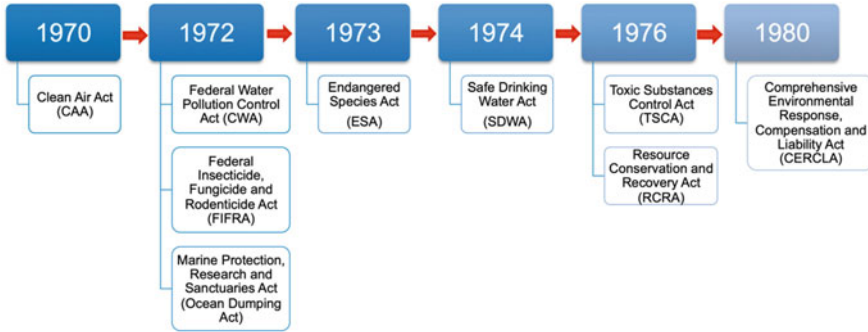 1970
1972
1973
1974
1976
1980
Clean Air Act
(CAA)
Federal Water
Pollution Control
Act (CWA)
Federal
Insecticide,
Fungicide and
Rodenticide Act
(FIFRA)
Marine Protection,
Research and
Sanctuaries Act
(Ocean Dumping
Act)
Endangered
Species Act
(ESA)
Safe Drinking
Water Act
(SDWA)
Toxic Substances
Control Act
(TSCA)
Resource
Conservation and
Recovery Act
(RCRA)
Comprehensive
Environmental
Response,
Compensation and
Liability Act
(CERCLA)